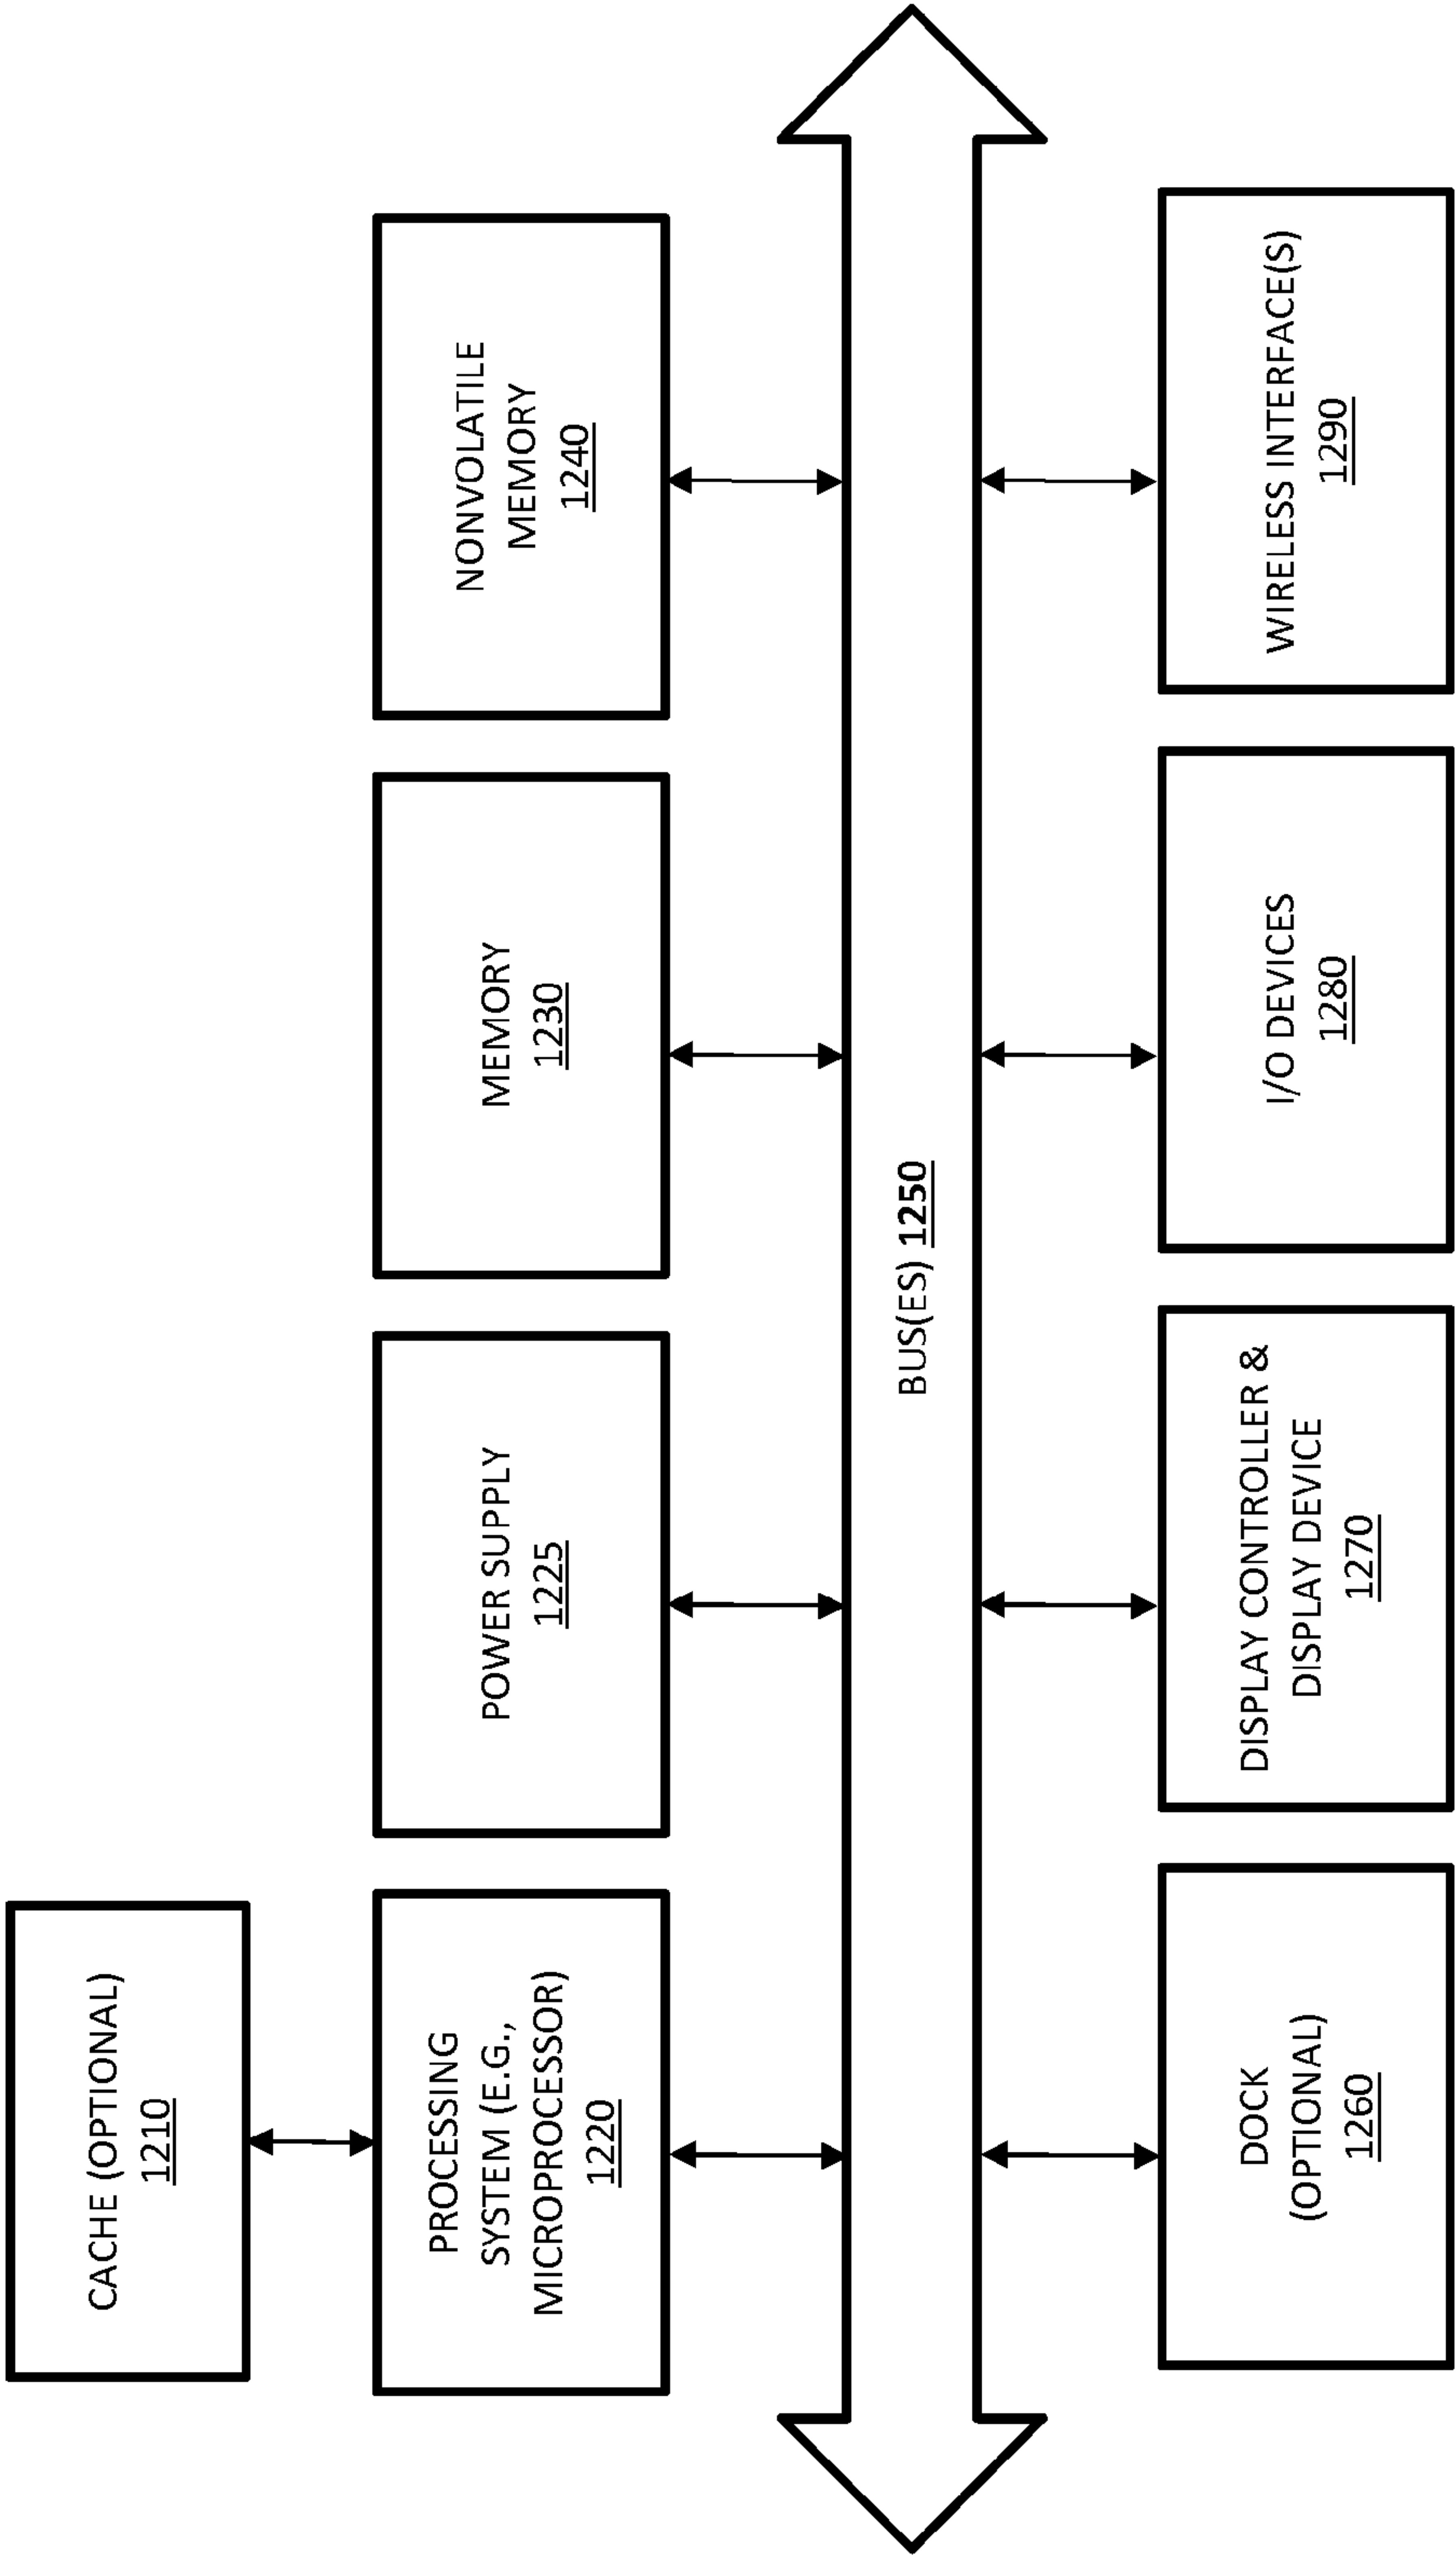 CACHE (OPTIONAL)
1210
PROCESSING
SYSTEM (E.G.,
MICROPROCESSOR)
1220
POWER SUPPLY
1225
MEMORY
1230
NONVOLATILE
MEMORY
1240
BUS(ES) 1250
DOCK
(OPTIONAL)
1260
DISPLAY CONTROLLER &
DISPLAY DEVICE
1270
I/O DEVICES
1280
WIRELESS INTERFACE(S)
1290